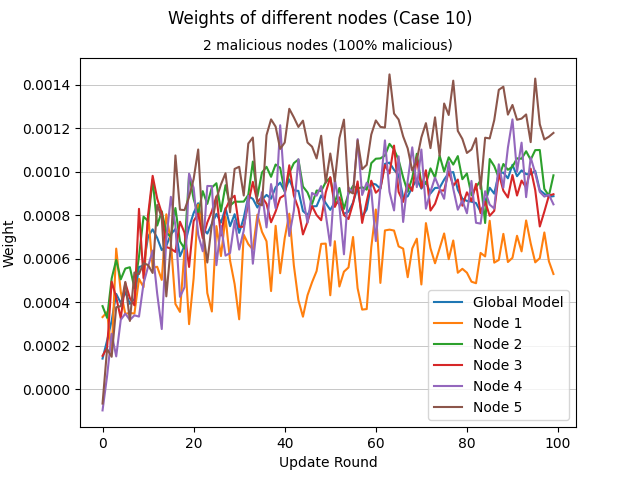 Weights of different nodes (Case 10)
2 malicious nodes (100% malicious)
0.0014
0.0012
0.0010
0.0008
0.0006
0.0004
0.0002
0.0000
Weight
0 20 40 60 80 100
Update Round
Global Model
Node 1
Node 2
Node 3
Node 4
Node 5